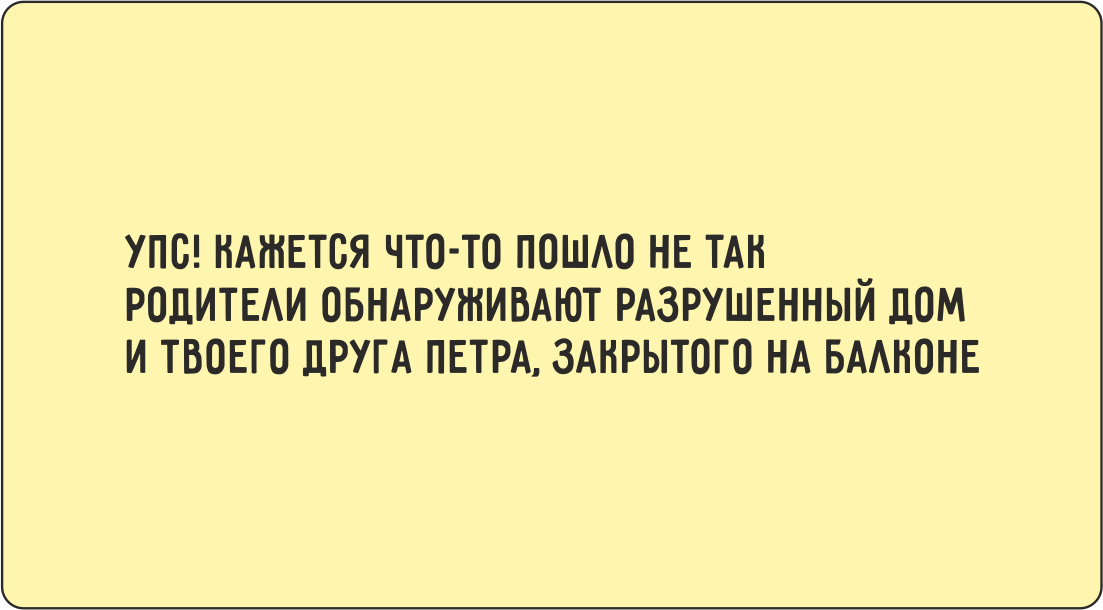 УПС! КАЖЕТСЯ ЧТО-ТО ПОШЛО НЕ ТАК
РОДИТЕЛИ ОБНАРУЖИВАЮТ РАЗРУШЕННЫЙ ДОМ
И ТВОЕГО ДРУГА ПЕТРА, ЗАКРЫТОГО НА БАЛКОНЕ